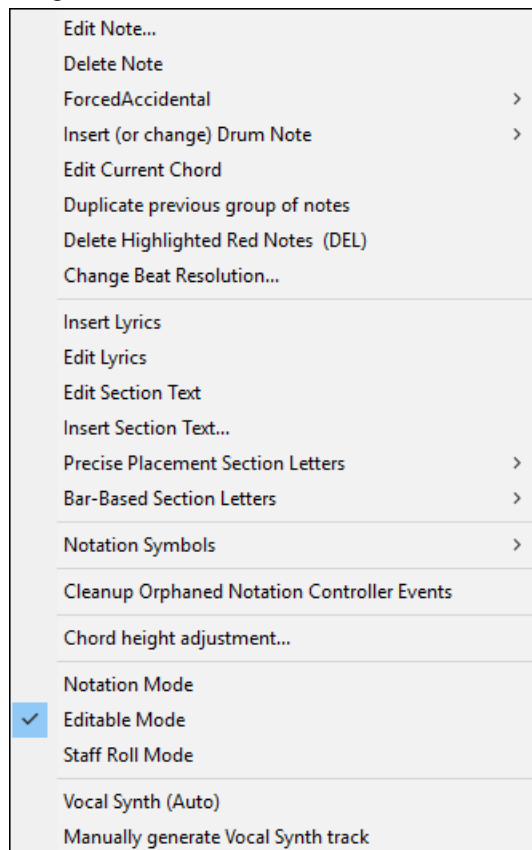 Edit Note...
Delete Note
ForcedAccidental
Insert (or change) Drum Note
Edit Current Chord
Duplicate previous group of notes
Delete Highlighted Red Notes  (DEL)
Change Beat Resolution...
Insert Lyrics
Edit Lyrics
Edit Section Text
Insert Section Text...
Precise Placement Section Letters
Bar-Based Section Letters
Notation Symbols
Cleanup Orphaned Notation Controller Events
Chord height adjustment...
Notation Mode
Editable Mode
Staff Roll Mode
Vocal Synth (Auto)
Manually generate Vocal Synth track